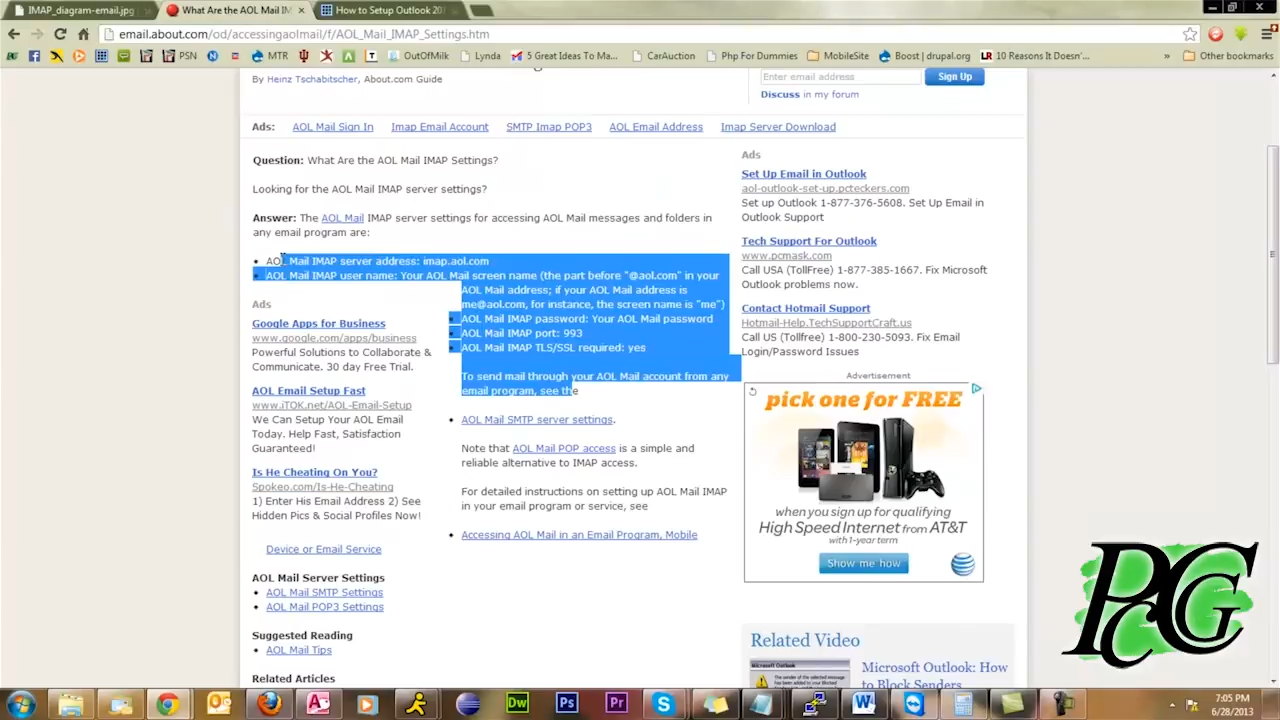 IMAP_diagram-email.jpg
What Are the AOL Mail IM
How to Setup Outlook 20
email.about.com/od/accessingaolmail/f/AOL_Mail_IMAP_Settings.htm
PSN
MTR
OutOfMilk
Lynda
5 Great Ideas To Ma...
CarAuction
Php For Dummies
MobileSite
Boost | drupal.org
10 Reasons It Doesn'...
Other bookmarks
By Heinz Tschabitscher, About.com Guide
Enter email address
Sign Up
Discuss in my forum
Ads: AOL Mail Sign In Imap Email Account SMTP Imap POP3 AOL Email Address Imap Server Download
Question: What Are the AOL Mail IMAP Settings?
Looking for the AOL Mail IMAP server settings?
Answer: The AOL Mail IMAP server settings for accessing AOL Mail messages and folders in
any email program are:
• AOL Mail IMAP server address: imap.aol.com
• AOL Mail IMAP user name: Your AOL Mail screen name (the part before "@aol.com" in your
AOL Mail address; if your AOL Mail address is
me@aol.com, for instance, the screen name is "me")
AOL Mail IMAP password: Your AOL Mail password
AOL Mail IMAP port: 993
AOL Mail IMAP TLS/SSL required: yes
To send mail through your AOL Mail account from any
email program, see the
• AOL Mail SMTP server settings.
Note that AOL Mail POP access is a simple and
reliable alternative to IMAP access.
For detailed instructions on setting up AOL Mail IMAP
in your email program or service, see
• Accessing AOL Mail in an Email Program, Mobile
Ads
Google Apps for Business
www.google.com/apps/business
Powerful Solutions to Collaborate &
Communicate. 30 day Free Trial.
AOL Email Setup Fast
www.iTOK.net/AOL-Email-Setup
We Can Setup Your AOL Email
Today. Help Fast, Satisfaction
Guaranteed!
Is He Cheating On You?
Spokeo.com/Is-He-Cheating
1) Enter His Email Address 2) See
Hidden Pics & Social Profiles Now!
Device or Email Service
AOL Mail Server Settings
• AOL Mail SMTP Settings
• AOL Mail POP3 Settings
Suggested Reading
• AOL Mail Tips
Related Articles
Ads
Set Up Email in Outlook
aol-outlook-set-up.pcteckers.com
Set up Outlook 1-877-376-5608. Set Up Email in
Outlook Support
Tech Support For Outlook
www.pcmask.com
Call USA (TollFree) 1-877-385-1667. Fix Microsoft
Outlook problems now.
Contact Hotmail Support
Hotmail-Help.TechSupportCraft.us
Call US (Tollfree) 1-800-230-5093. Fix Email
Login/Password Issues
Advertisement
pick one for FREE
when you sign up for qualifying
High Speed Internet from AT&T
with 1-year term
Show me how
at&t
Related Video
Microsoft Outlook: How
to Block Senders
PCG
7:05 PM
6/28/2013